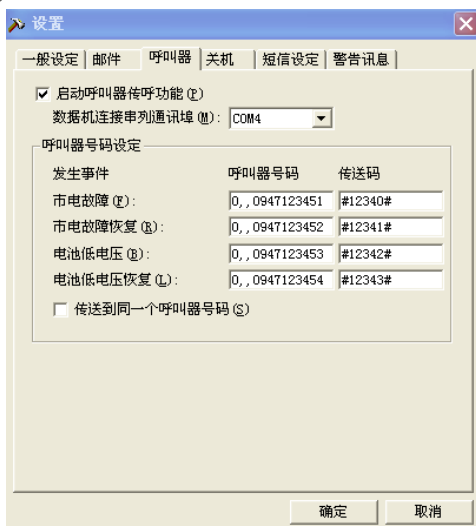 设置
一般设定 邮件 呼叫器 关机 短信设定 警告讯息
启动呼叫器传呼功能(P)
数据机连接串列通讯埠(M): COM4
呼叫器号码设定
发生事件 呼叫器号码 传送码
市电故障(F): 0,,0947123451 #12340#
市电故障恢复(R): 0,,0947123452 #12341#
电池低电压(B): 0,,0947123453 #12342#
电池低电压恢复(L): 0,,0947123454 #12343#
传送到同一个呼叫器号码(S)
确定 取消